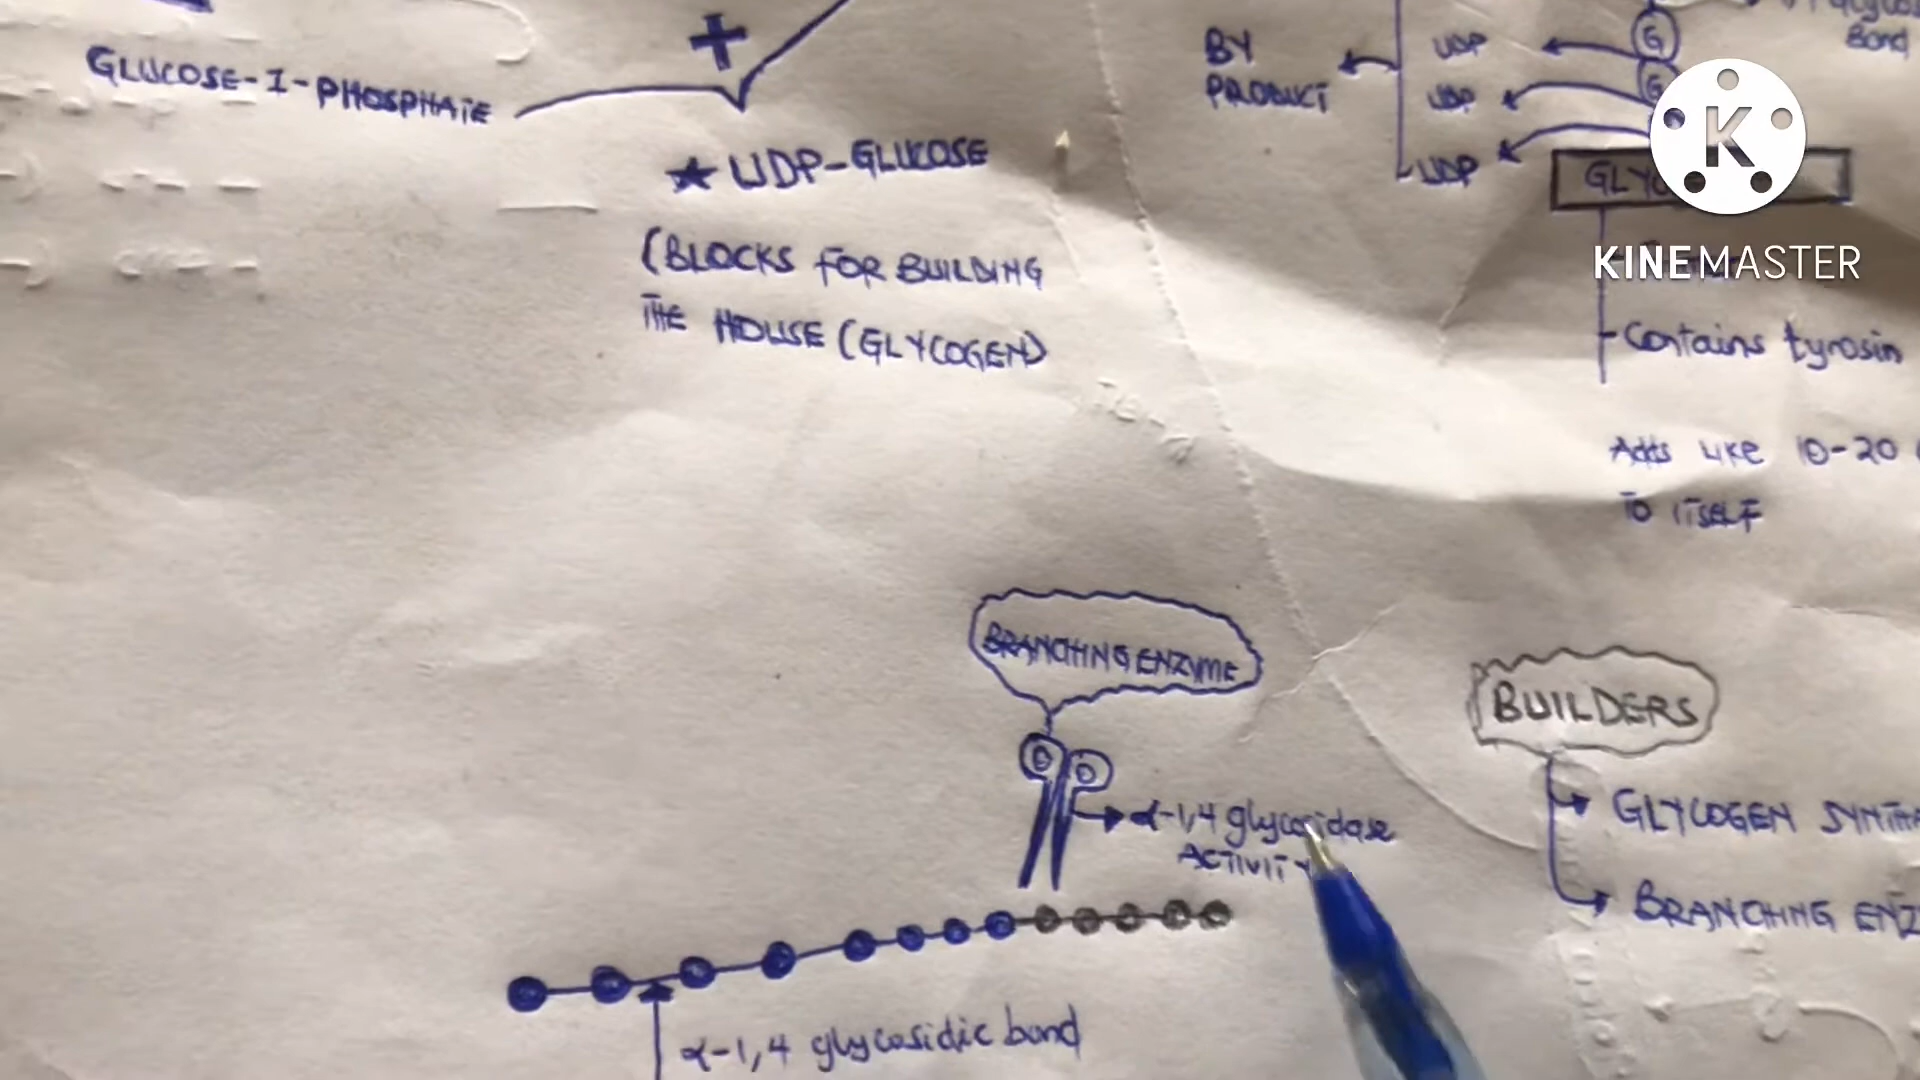 GLUCOSE-1-PHOSPHATE
+
★ UDP-GLUCOSE
(BLOCKS FOR BUILDING
THE HOUSE (GLYCOGEN)
BY
PRODUCT
UDP
UDP
UDP
G
G
Bond
K
KINEMASTER
- Contains tyrosin
Adds like 10-20
TO ITSELF
BRANCHING ENZYME
α-1,4 glycosidase
ACTIVITY
α-1,4 glycosidic bond
BUILDERS
GLYCOGEN SYNTH
BRANCHING ENZ